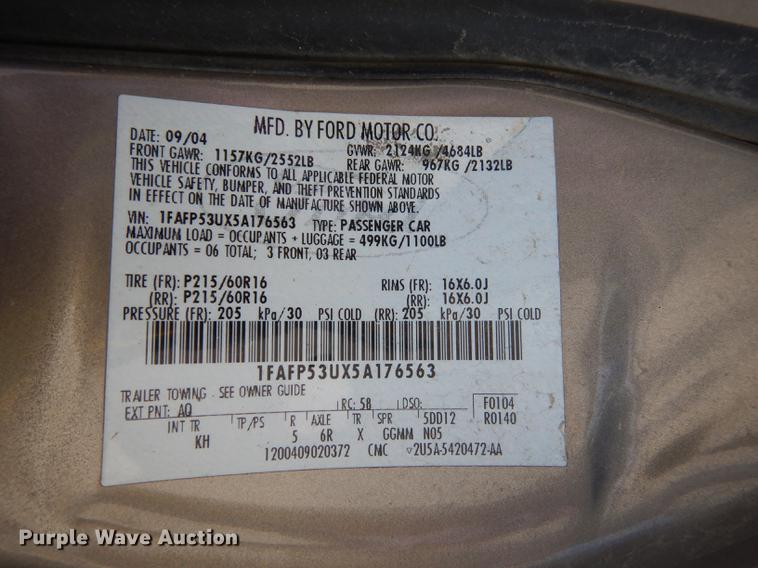 MFD. BY FORD MOTOR CO.
DATE: 09/04 GVWR: 2124KG /4684LB
FRONT GAWR: 1157KG/2552LB REAR GAWR: 967KG /2132LB
THIS VEHICLE CONFORMS TO ALL APPLICABLE FEDERAL MOTOR
VEHICLE SAFETY, BUMPER, AND THEFT PREVENTION STANDARDS
IN EFFECT ON THE DATE OF MANUFACTURE SHOWN ABOVE.
VIN: 1FAFP53UX5A176563 TYPE: PASSENGER CAR
MAXIMUM LOAD = OCCUPANTS + LUGGAGE = 499KG/1100LB
OCCUPANTS = 06 TOTAL; 3 FRONT, 03 REAR
TIRE (FR): P215/60R16 RIMS (FR): 16X6.0J
(RR): P215/60R16 (RR): 16X6.0J
PRESSURE (FR): 205 kPa/30 PSI COLD (RR): 205 kPa/30 PSI COLD
1FAFP53UX5A176563
TRAILER TOWING - SEE OWNER GUIDE
EXT PNT: AQ RC: 5B DSO: F0104
INT TR TP/PS R AXLE TR SPR 5DD12 R0140
KH 5 6R X GGMM N05
1200409020372 CMC ▽2U5A-5420472-AA
Purple Wave Auction